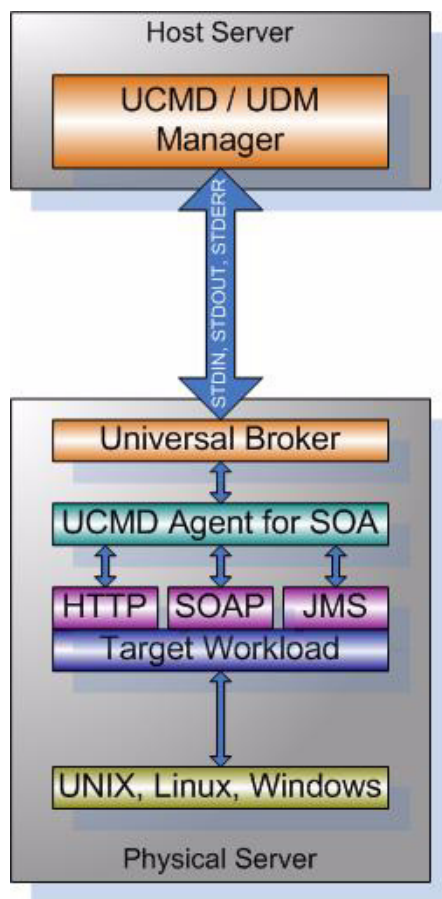 Host Server
UCMD / UDM
Manager
STDIN, STDOUT, STDERR
Universal Broker
UCMD Agent for SOA
HTTP SOAP JMS
Target Workload
UNIX, Linux, Windows
Physical Server